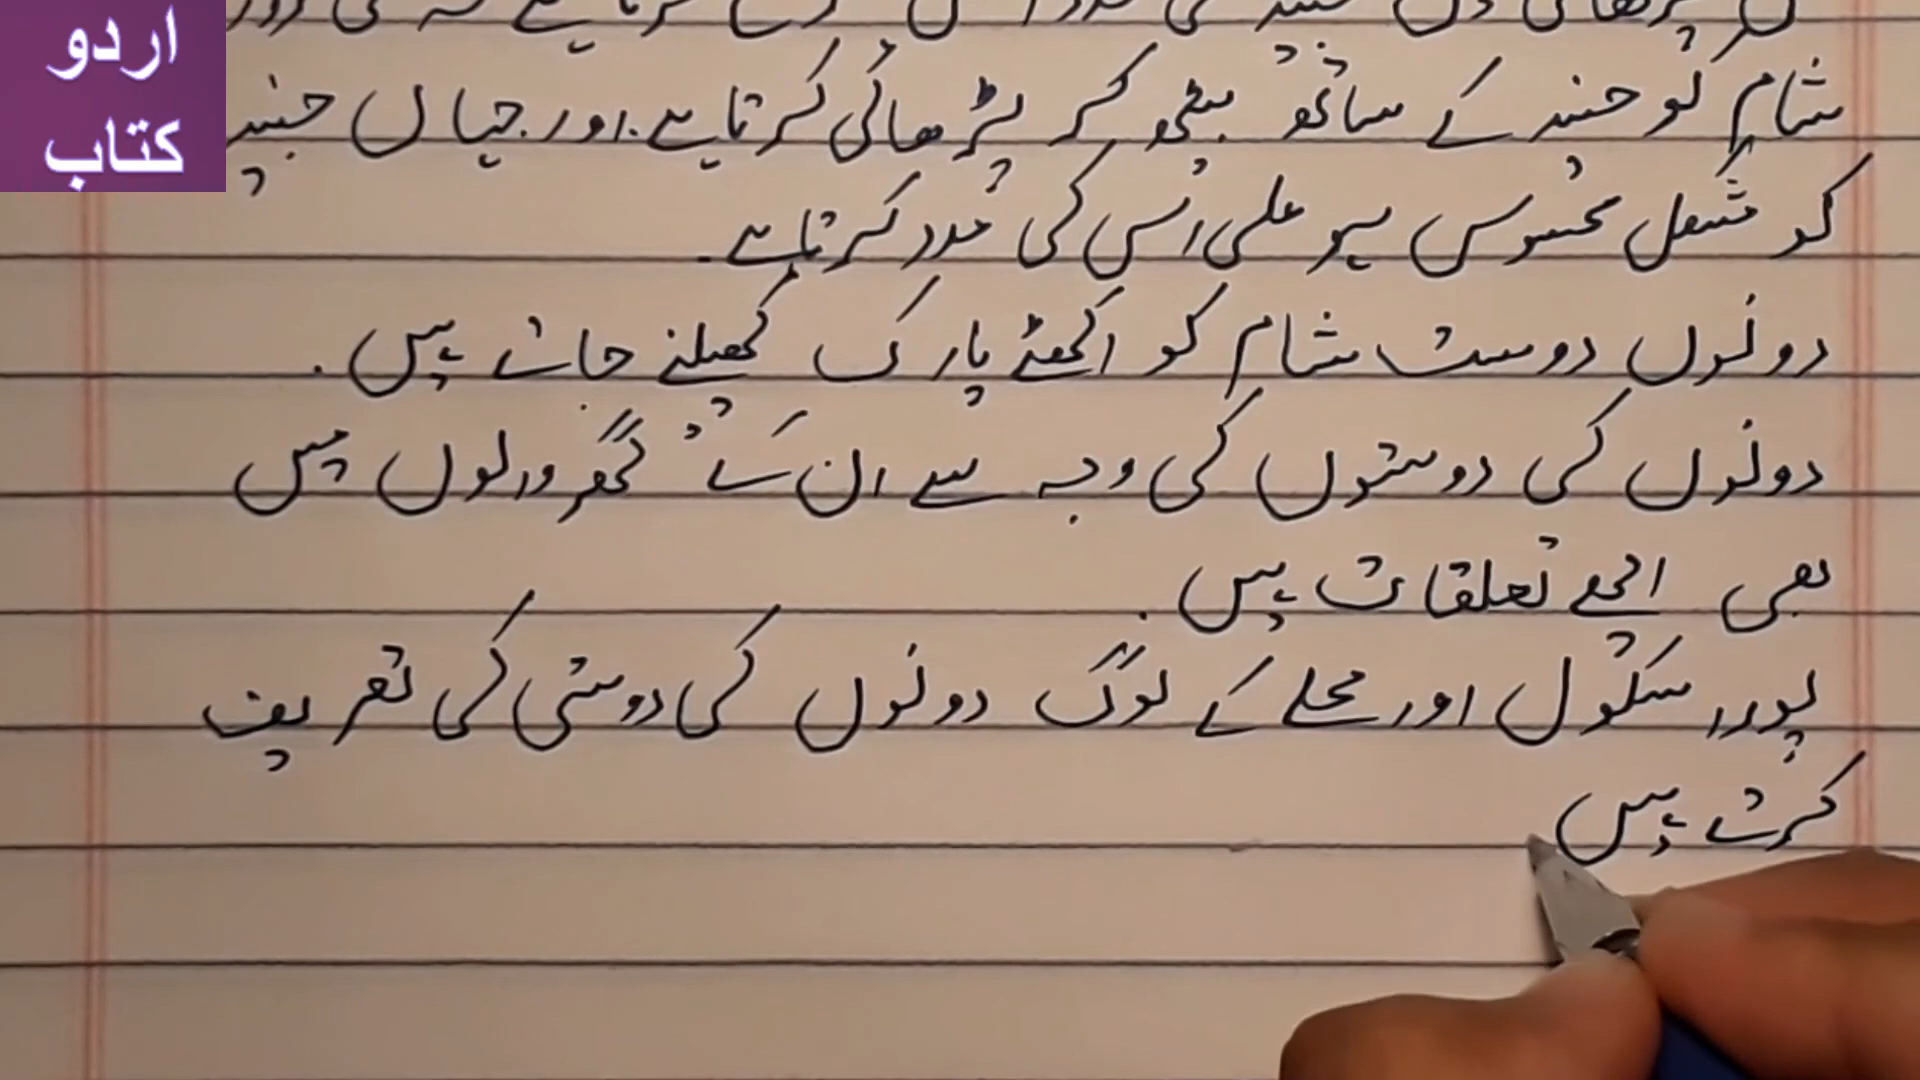 اردو
کتاب
شام کو جنید کے ساتھ بیٹھ کر پڑھائی کرتا ہے. اور جہاں جنید
کو مشکل محسوس ہو علی اس کی مدد کرتا ہے.
دونوں دوست شام کو اکھٹے پارک کھیلنے جاتے ہیں.
دونوں کی دوستوں کی وجہ سے ان کے گھر ورلوں میں
بھی اچھے تعلقات ہیں.
پورا سکول اور محلے کے لوگ دونوں کی دوستی کی تعریف
کرتے ہیں